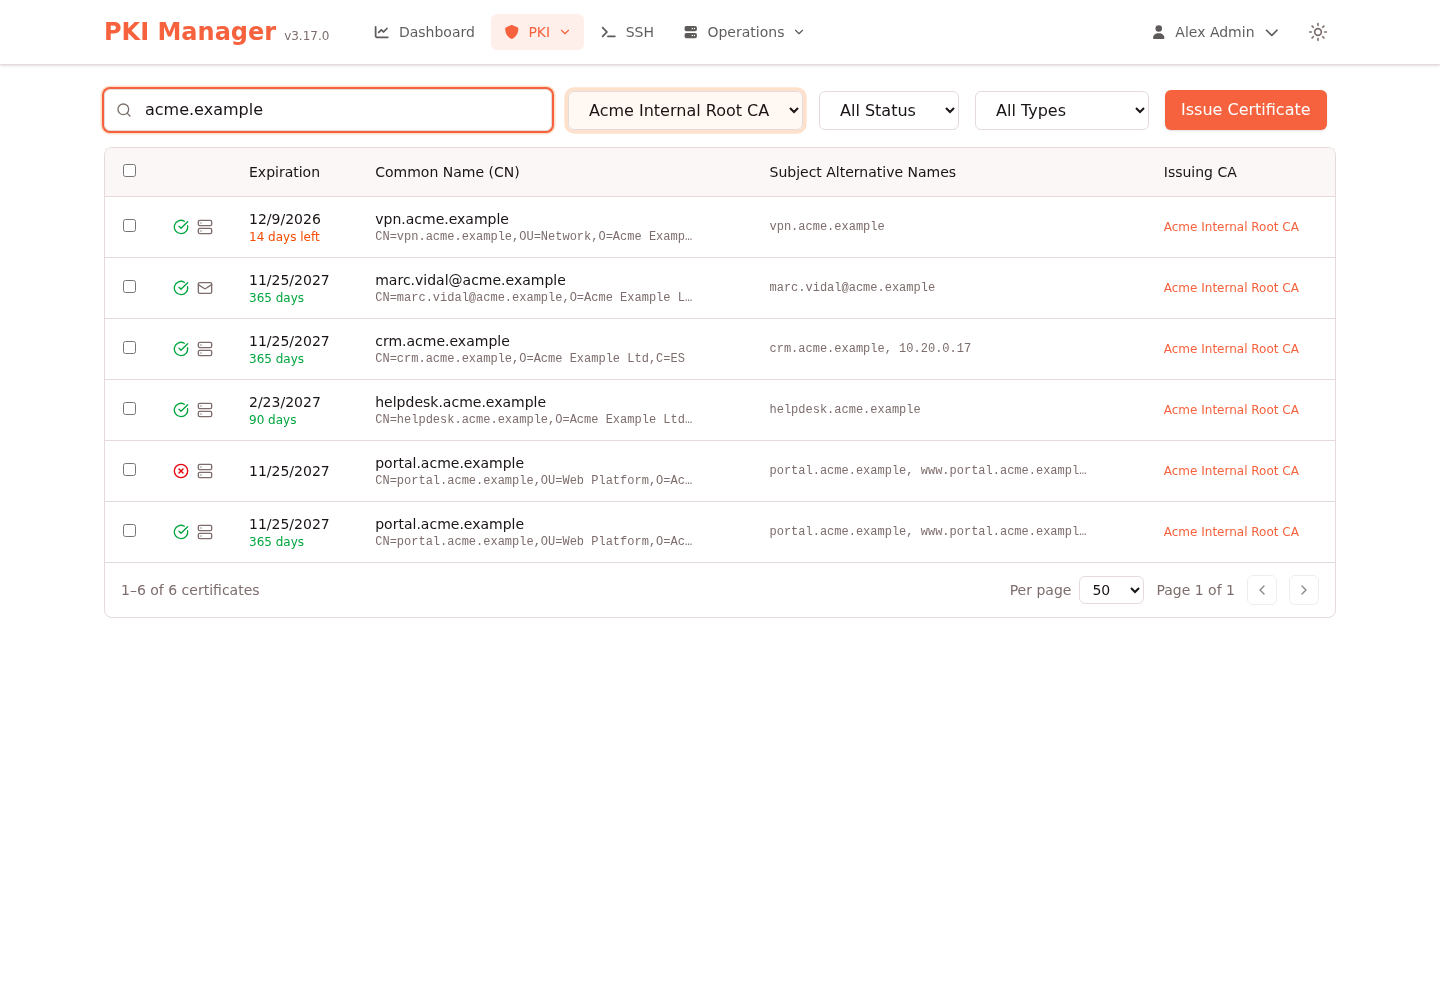 PKI Manager v3.17.0 Dashboard PKI SSH Operations Alex Admin
acme.example Acme Internal Root CA All Status All Types Issue Certificate
Expiration Common Name (CN) Subject Alternative Names Issuing CA
12/9/2026 vpn.acme.example
14 days left CN=vpn.acme.example,OU=Network,O=Acme Examp… vpn.acme.example Acme Internal Root CA
11/25/2027 marc.vidal@acme.example
365 days CN=marc.vidal@acme.example,O=Acme Example L… marc.vidal@acme.example Acme Internal Root CA
11/25/2027 crm.acme.example
365 days CN=crm.acme.example,O=Acme Example Ltd,C=ES crm.acme.example, 10.20.0.17 Acme Internal Root CA
2/23/2027 helpdesk.acme.example
90 days CN=helpdesk.acme.example,O=Acme Example Ltd… helpdesk.acme.example Acme Internal Root CA
11/25/2027 portal.acme.example
CN=portal.acme.example,OU=Web Platform,O=Ac… portal.acme.example, www.portal.acme.exampl… Acme Internal Root CA
11/25/2027 portal.acme.example
365 days CN=portal.acme.example,OU=Web Platform,O=Ac… portal.acme.example, www.portal.acme.exampl… Acme Internal Root CA
1–6 of 6 certificates Per page 50 Page 1 of 1